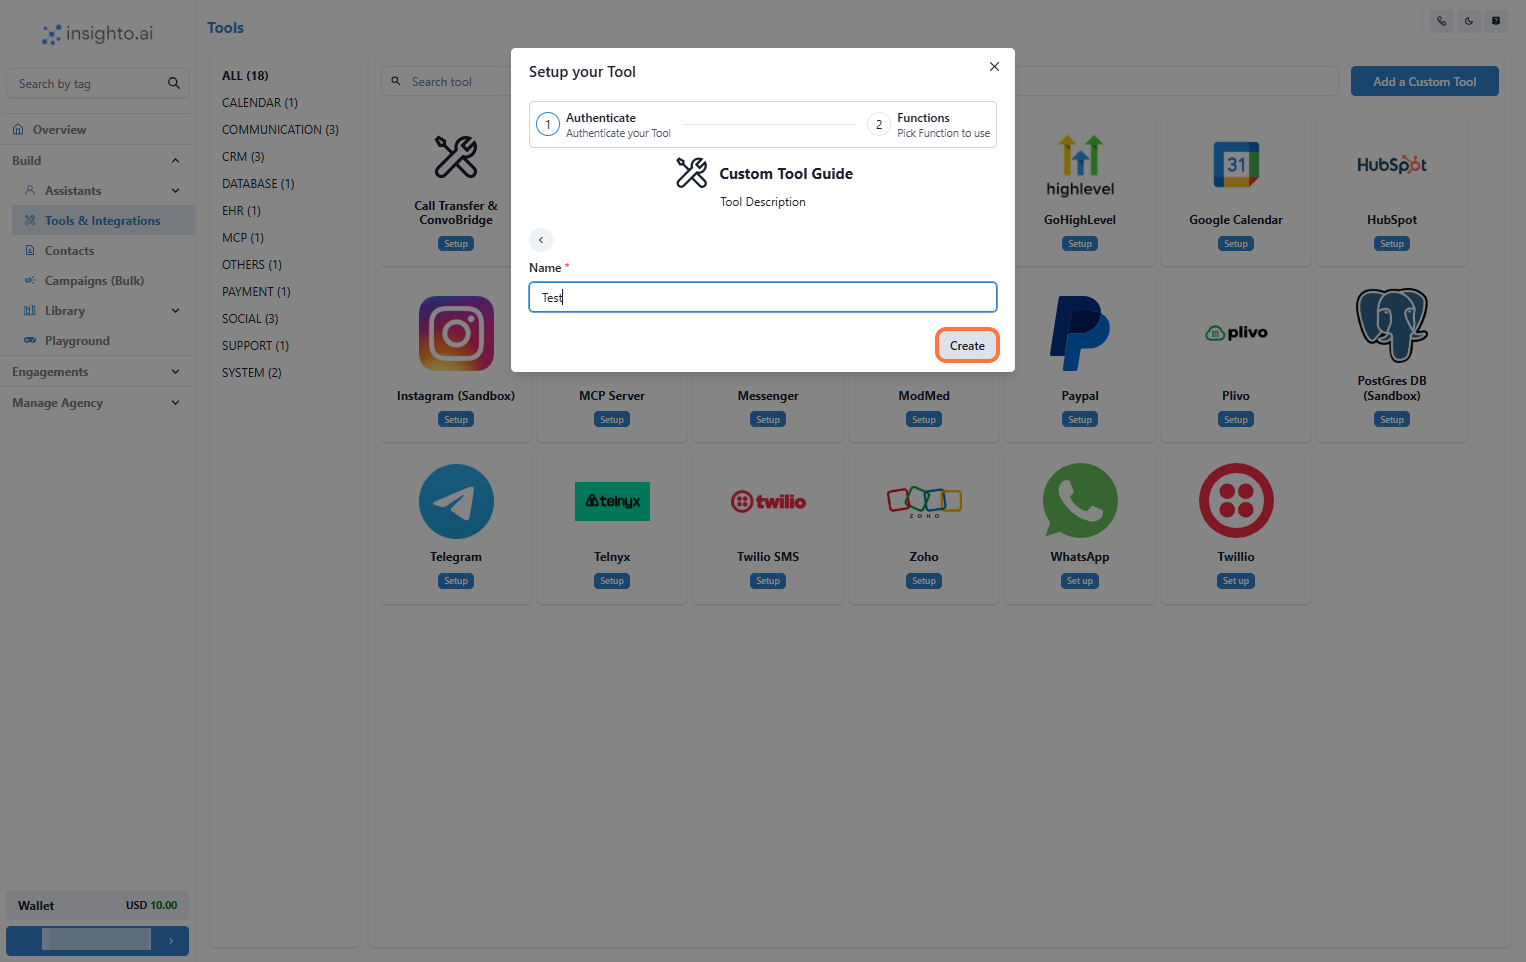 insighto.ai
Search by tag
Overview
Build
Assistants
Tools & Integrations
Contacts
Campaigns (Bulk)
Library
Playground
Engagements
Manage Agency
Wallet
USD 10.00
Tools
ALL (18)
CALENDAR (1)
COMMUNICATION (3)
CRM (3)
DATABASE (1)
EHR (1)
MCP (1)
OTHERS (1)
PAYMENT (1)
SOCIAL (3)
SUPPORT (1)
SYSTEM (2)
Search tool
Add a Custom Tool
Setup your Tool
1
Authenticate
Authenticate your Tool
2
Functions
Pick Function to use
Custom Tool Guide
Tool Description
Name *
Test
Create
Call Transfer &
ConvoBridge
Setup
highlevel
GoHighLevel
Setup
31
Google Calendar
Setup
HubSpot
HubSpot
Setup
Instagram (Sandbox)
Setup
MCP Server
Setup
Messenger
Setup
ModMed
Setup
Paypal
Setup
plivo
Plivo
Setup
PostGres DB
(Sandbox)
Setup
Telegram
Setup
telnyx
Telnyx
Setup
twilio
Twilio SMS
Setup
ZOHO
Zoho
Setup
WhatsApp
Set up
Twillio
Set up